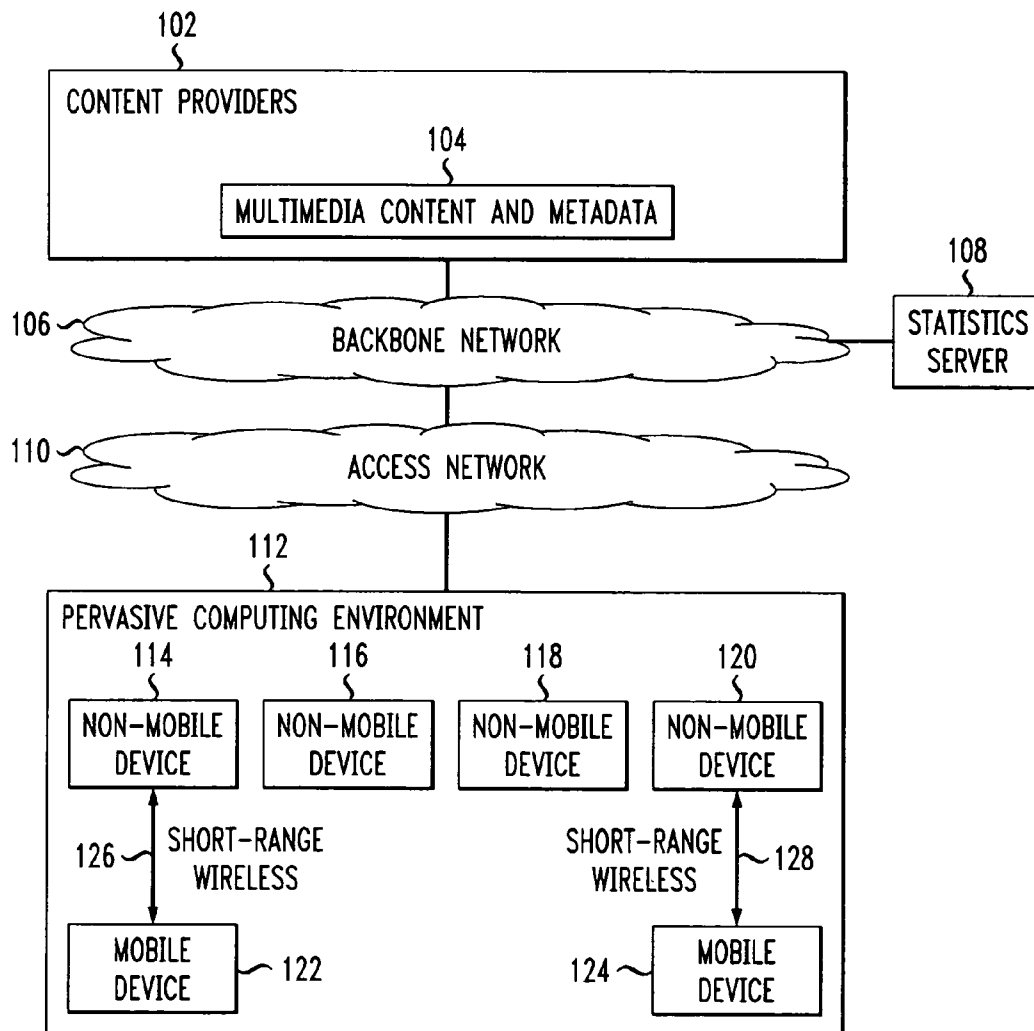 102
CONTENT PROVIDERS
104
MULTIMEDIA CONTENT AND METADATA
108
106
BACKBONE NETWORK
STATISTICS
SERVER
110
ACCESS NETWORK
112
PERVASIVE COMPUTING ENVIRONMENT
114
116
118
120
NON-MOBILE
DEVICE
NON-MOBILE
DEVICE
NON-MOBILE
DEVICE
NON-MOBILE
DEVICE
126
SHORT-RANGE
WIRELESS
SHORT-RANGE
WIRELESS
128
MOBILE
DEVICE
122
124
MOBILE
DEVICE